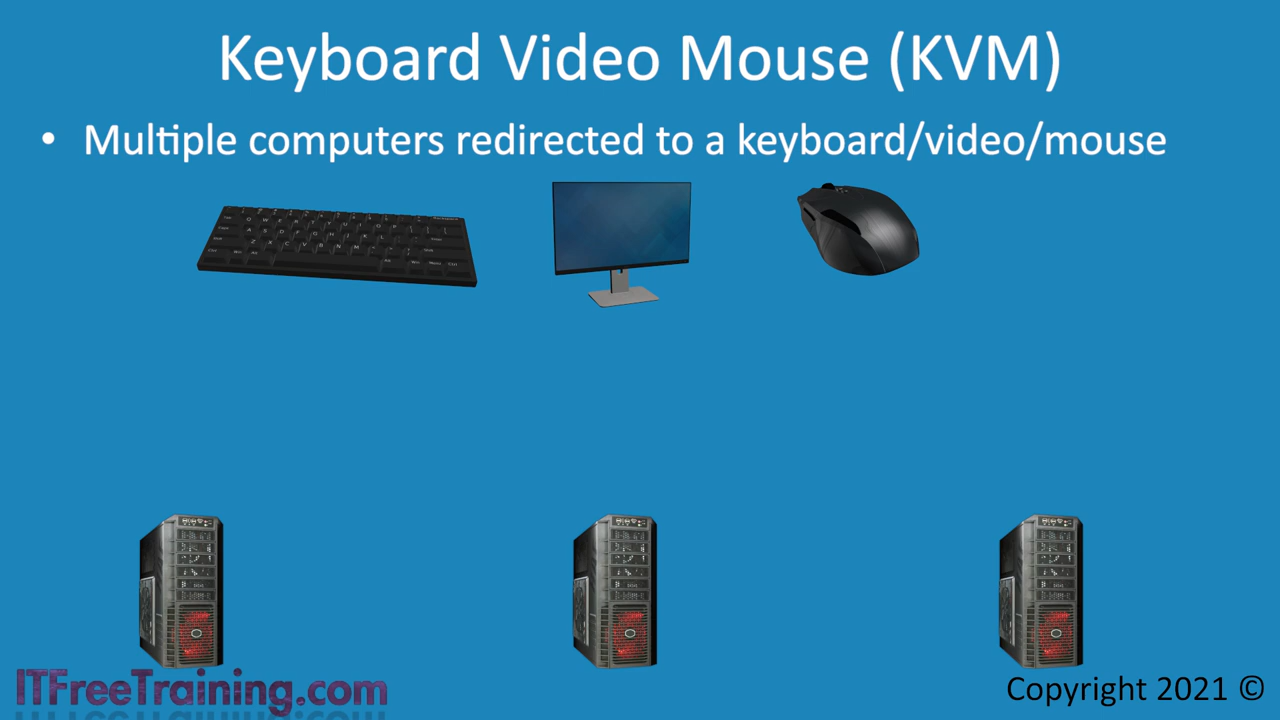 Keyboard Video Mouse (KVM)
• Multiple computers redirected to a keyboard/video/mouse
ITFreeTraining.com
Copyright 2021 ©